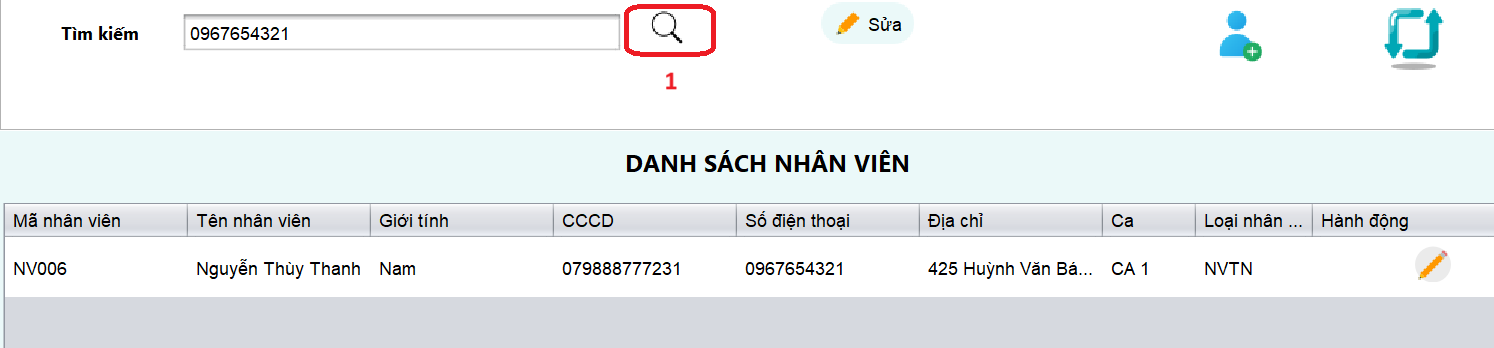 Tìm kiếm 0967654321 Sửa
1
DANH SÁCH NHÂN VIÊN
Mã nhân viên Tên nhân viên Giới tính CCCD Số điện thoại Địa chỉ Ca Loại nhân ... Hành động
NV006 Nguyễn Thùy Thanh Nam 079888777231 0967654321 425 Huỳnh Văn Bá... CA 1 NVTN